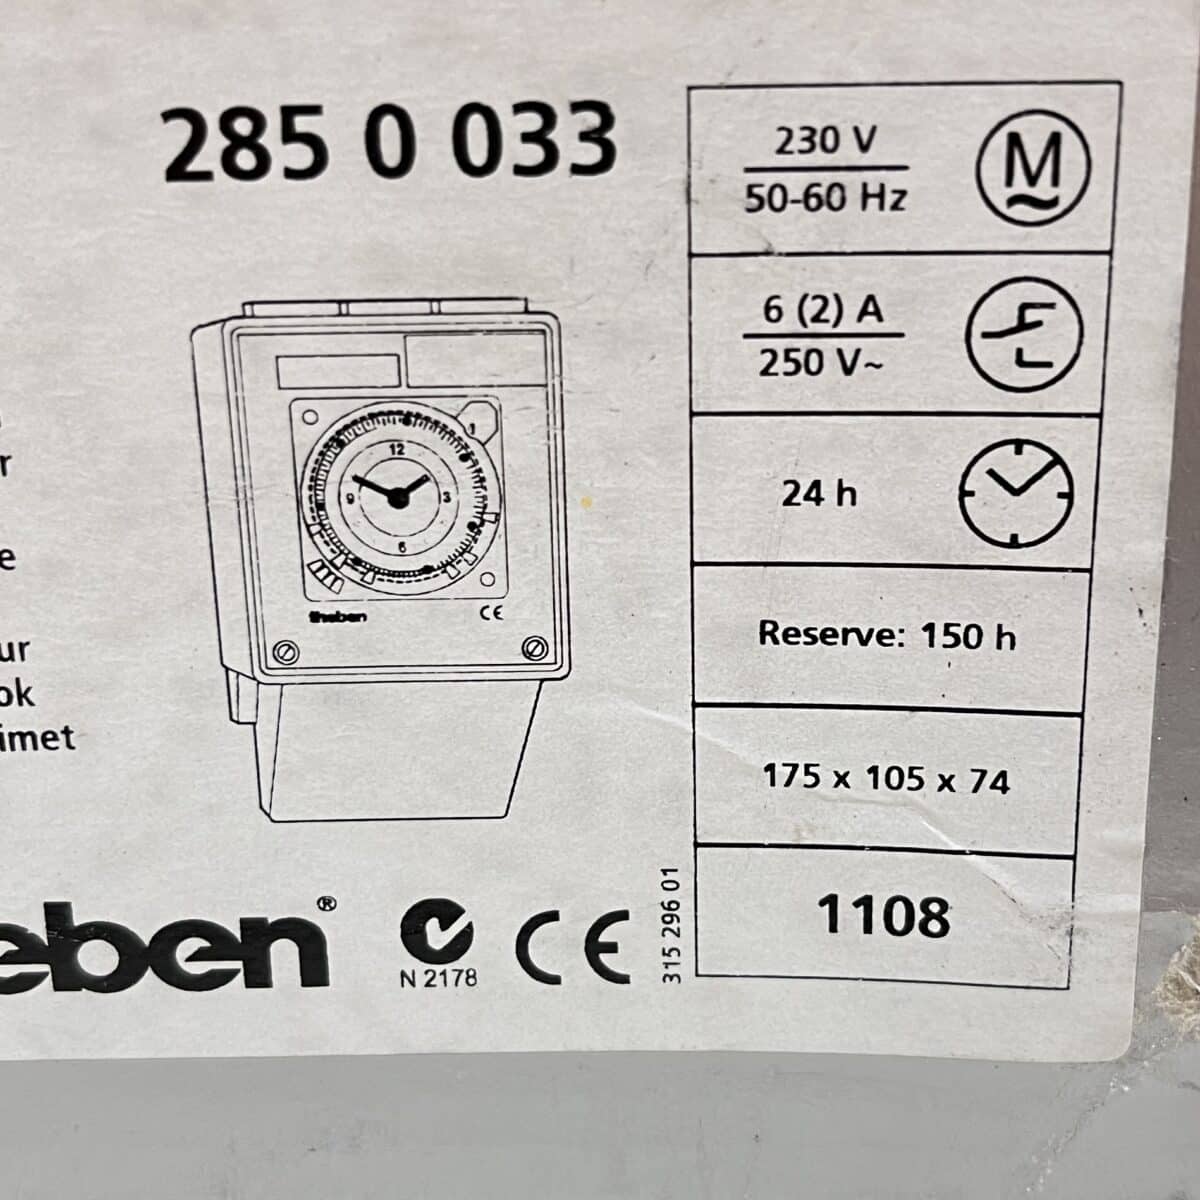 285 0 033
230 V
50-60 Hz
M
6 (2) A
250 V~
24 h
Reserve: 150 h
175 x 105 x 74
1108
1
12
9 3
6
theben CE
r
e
ur
ok
imet
eben®
N 2178
CE
315 296 01